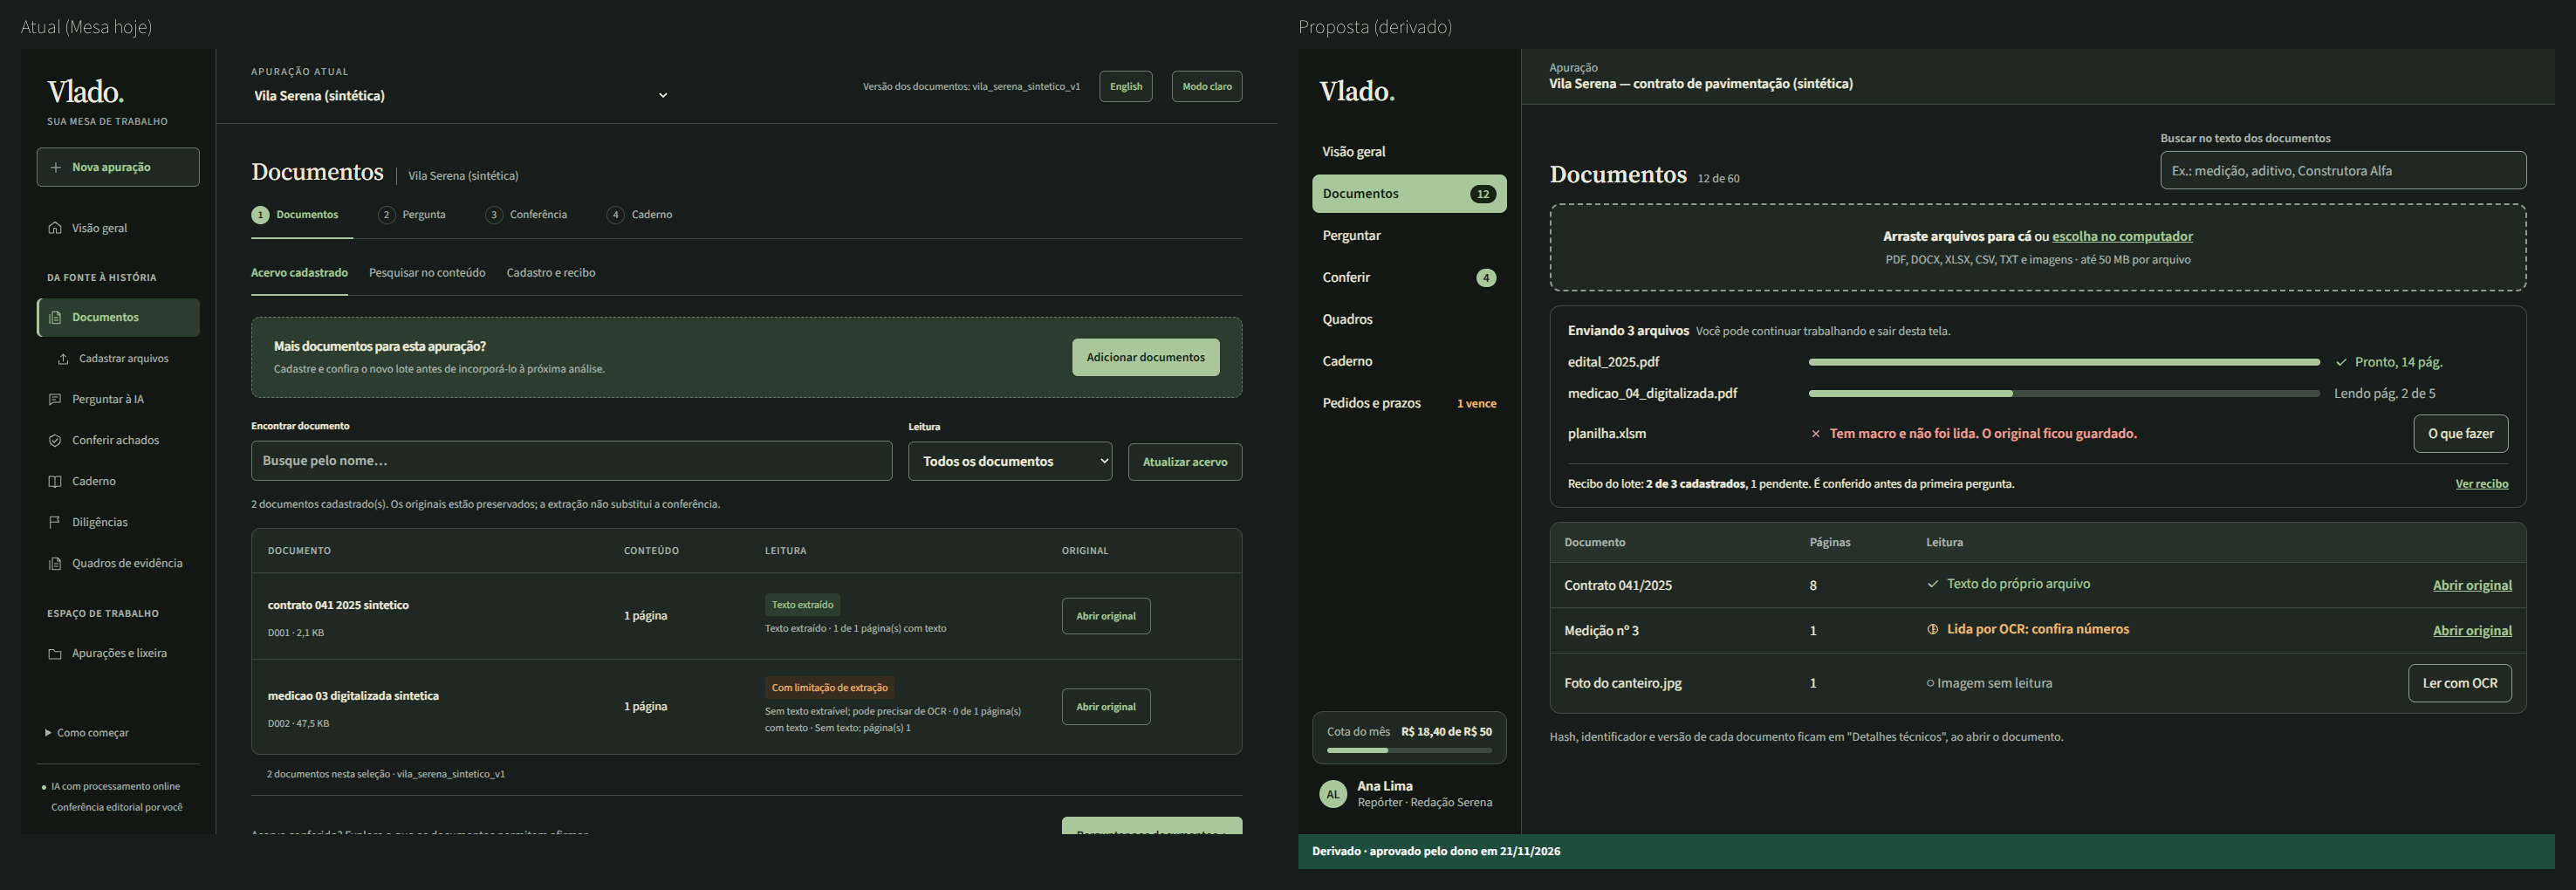 Atual (Mesa hoje)
Vlado.
SUA MESA DE TRABALHO
Nova apuração
Visão geral
DA FONTE À HISTÓRIA
Documentos
Cadastrar arquivos
Perguntar à IA
Conferir achados
Caderno
Diligências
Quadros de evidência
ESPAÇO DE TRABALHO
Apurações e lixeira
Como começar
IA com processamento online
Conferência editorial por você
APURAÇÃO ATUAL
Vila Serena (sintética)
Versão dos documentos: vila_serena_sintetico_v1
English
Modo claro
Documentos
Vila Serena (sintética)
1 Documentos
2 Pergunta
3 Conferência
4 Caderno
Acervo cadastrado
Pesquisar no conteúdo
Cadastro e recibo
Mais documentos para esta apuração?
Cadastre e confira o novo lote antes de incorporá-lo à próxima análise.
Adicionar documentos
Encontrar documento
Busque pelo nome...
Leitura
Todos os documentos
Atualizar acervo
2 documentos cadastrado(s). Os originais estão preservados; a extração não substitui a conferência.
DOCUMENTO CONTEÚDO LEITURA ORIGINAL
contrato 041 2025 sintetico
D001 · 2,1 KB
1 página
Texto extraído
Texto extraído · 1 de 1 página(s) com texto
Abrir original
medicao 03 digitalizada sintetica
D002 · 47,5 KB
1 página
Com limitação de extração
Sem texto extraível; pode precisar de OCR · 0 de 1 página(s)
com texto · Sem texto: página(s) 1
Abrir original
2 documentos nesta seleção · vila_serena_sintetico_v1
Proposta (derivado)
Vlado.
Visão geral
Documentos 12
Perguntar
Conferir 4
Quadros
Caderno
Pedidos e prazos 1 vence
Cota do mês R$ 18,40 de R$ 50
AL
Ana Lima
Repórter · Redação Serena
Apuração
Vila Serena — contrato de pavimentação (sintética)
Documentos 12 de 60
Buscar no texto dos documentos
Ex.: medição, aditivo, Construtora Alfa
Arraste arquivos para cá ou escolha no computador
PDF, DOCX, XLSX, CSV, TXT e imagens · até 50 MB por arquivo
Enviando 3 arquivos Você pode continuar trabalhando e sair desta tela.
edital_2025.pdf Pronto, 14 pág.
medicao_04_digitalizada.pdf Lendo pág. 2 de 5
planilha.xlsm Tem macro e não foi lida. O original ficou guardado. O que fazer
Recibo do lote: 2 de 3 cadastrados, 1 pendente. É conferido antes da primeira pergunta. Ver recibo
Documento Páginas Leitura
Contrato 041/2025 8 Texto do próprio arquivo Abrir original
Medição nº 3 1 Lida por OCR: confira números Abrir original
Foto do canteiro.jpg 1 Imagem sem leitura Ler com OCR
Hash, identificador e versão de cada documento ficam em "Detalhes técnicos", ao abrir o documento.
Derivado · aprovado pelo dono em 21/11/2026